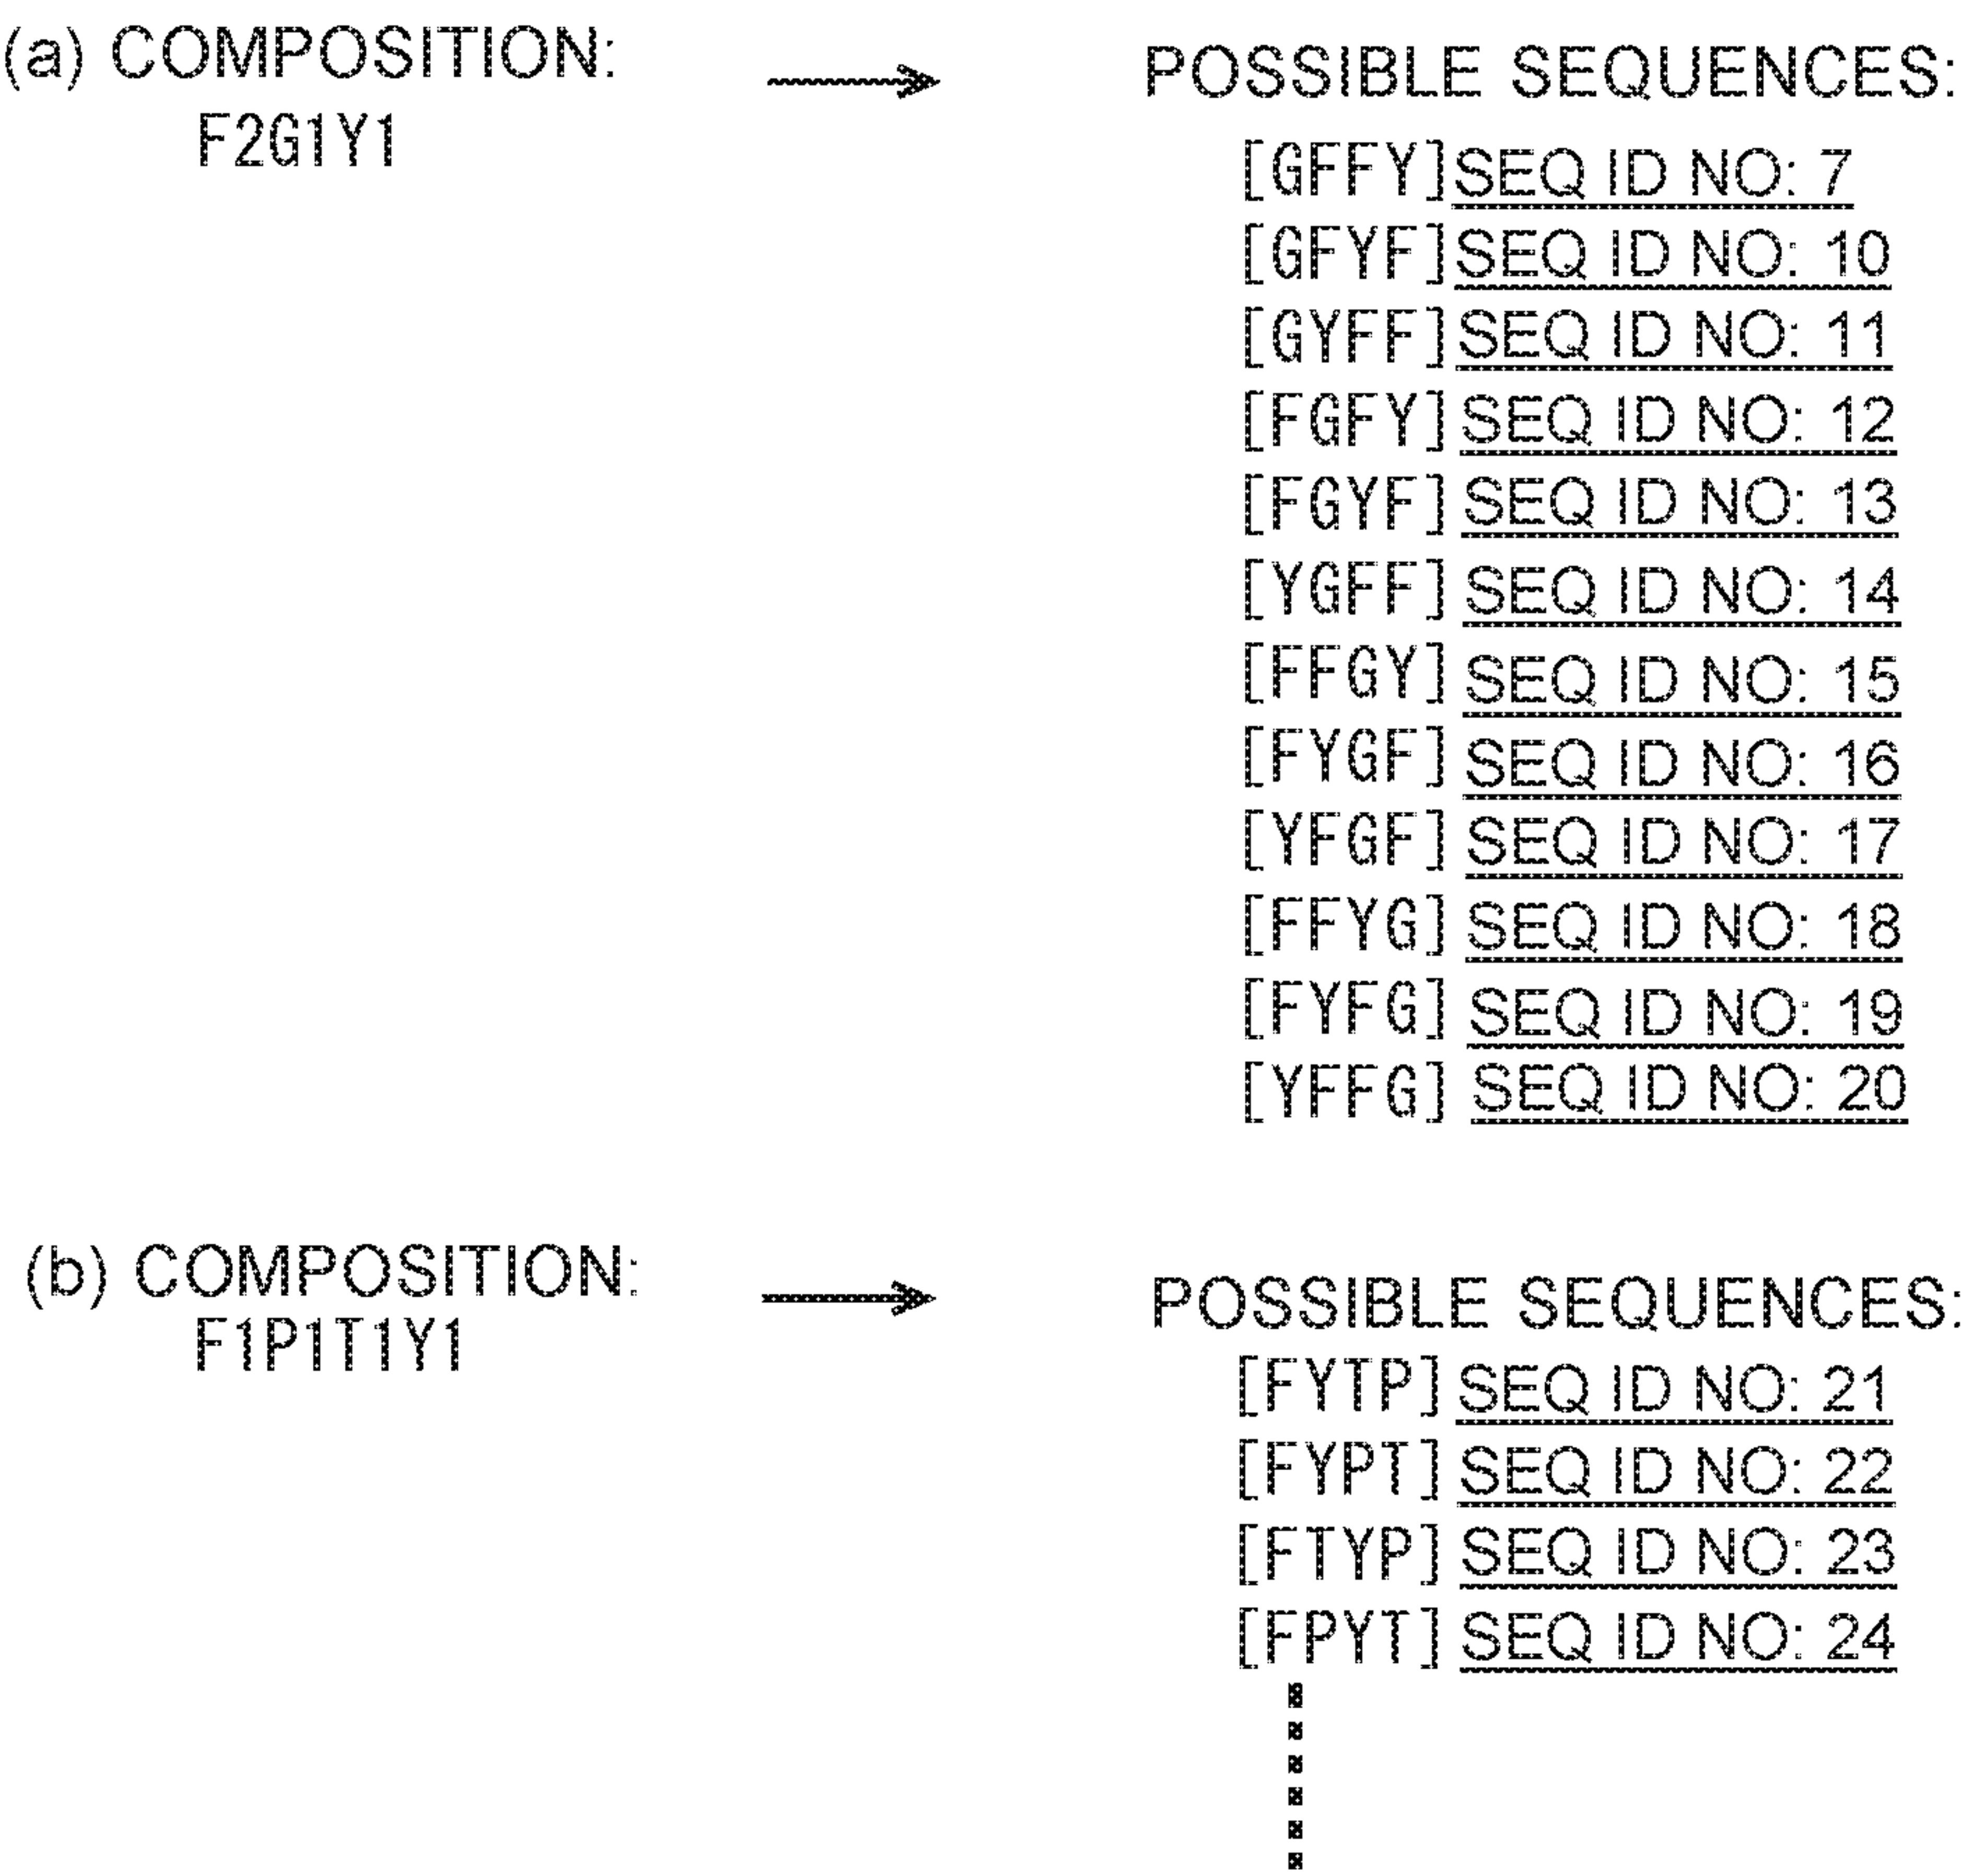 (a) COMPOSITION:
F2G1Y1
POSSIBLE SEQUENCES:
[GFFY] SEQ ID NO: 7
[GFYF] SEQ ID NO: 10
[GYFF] SEQ ID NO: 11
[FGFY] SEQ ID NO: 12
[FGYF] SEQ ID NO: 13
[YGFF] SEQ ID NO: 14
[FFGY] SEQ ID NO: 15
[FYGF] SEQ ID NO: 16
[YFGF] SEQ ID NO: 17
[FFYG] SEQ ID NO: 18
[FYFG] SEQ ID NO: 19
[YFFG] SEQ ID NO: 20
(b) COMPOSITION:
F1P1T1Y1
POSSIBLE SEQUENCES:
[FYTP] SEQ ID NO: 21
[FYPT] SEQ ID NO: 22
[FTYP] SEQ ID NO: 23
[FPYT] SEQ ID NO: 24